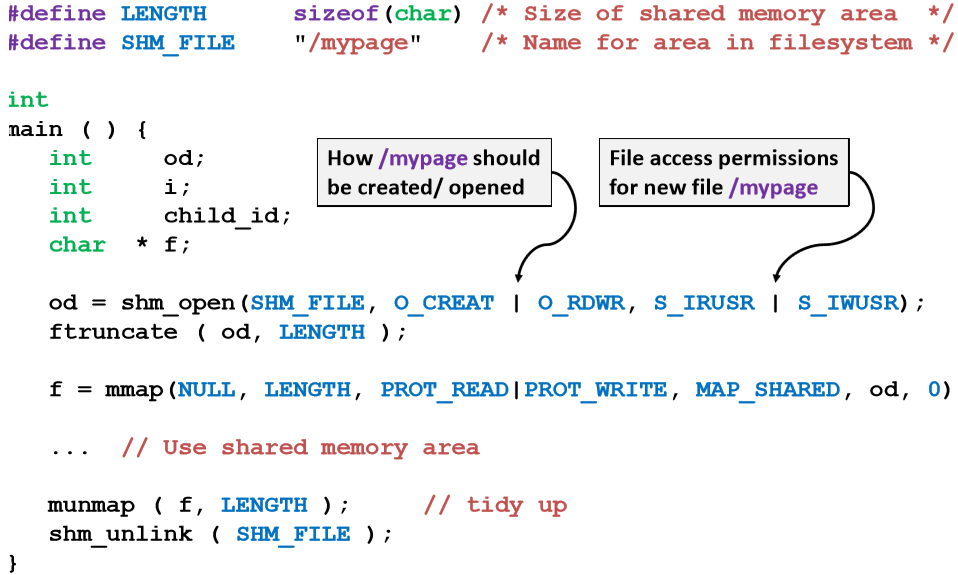 #define LENGTH      sizeof(char) /* Size of shared memory area  */
#define SHM_FILE    "/mypage"    /* Name for area in filesystem */
int
main ( ) {
int     od;
int     i;
int     child_id;
char  * f;
How /mypage should
be created/ opened
File access permissions
for new file /mypage
od = shm_open(SHM_FILE, O_CREAT | O_RDWR, S_IRUSR | S_IWUSR);
ftruncate ( od, LENGTH );
f = mmap(NULL, LENGTH, PROT_READ|PROT_WRITE, MAP_SHARED, od, 0)
...  // Use shared memory area
munmap ( f, LENGTH );     // tidy up
shm_unlink ( SHM_FILE );
}